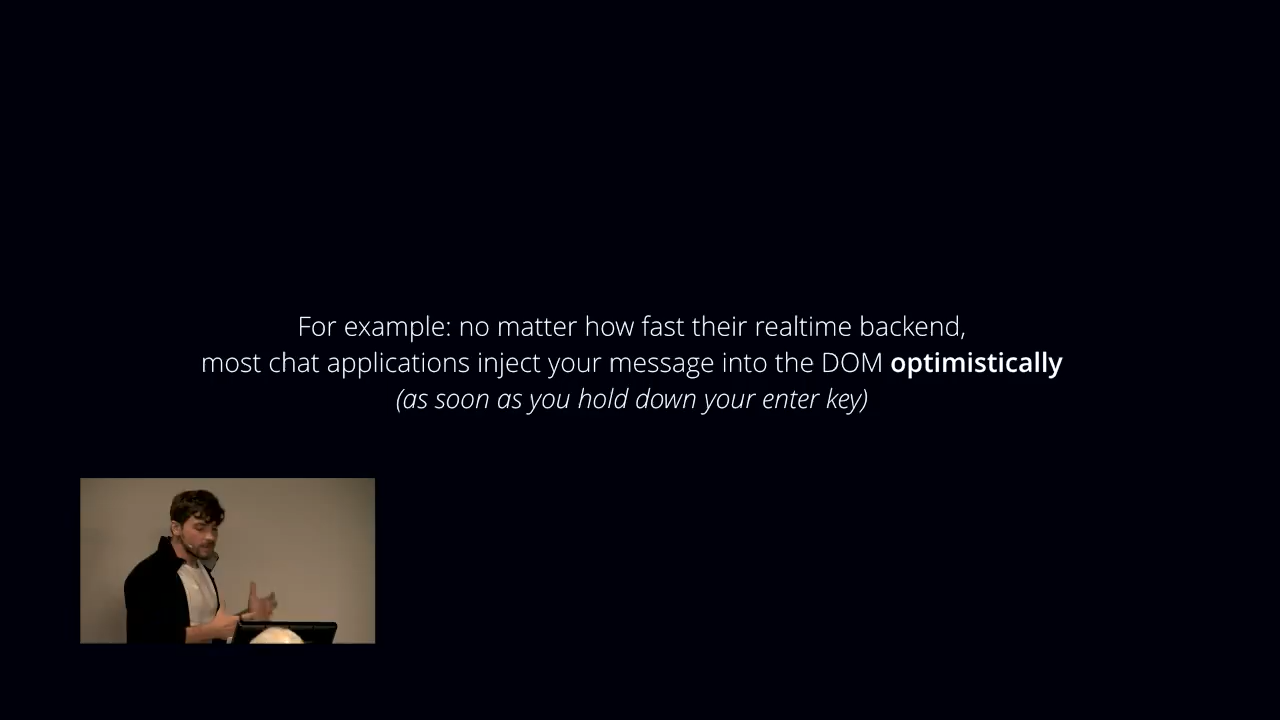 For example: no matter how fast their realtime backend,
most chat applications inject your message into the DOM optimistically
(as soon as you hold down your enter key)